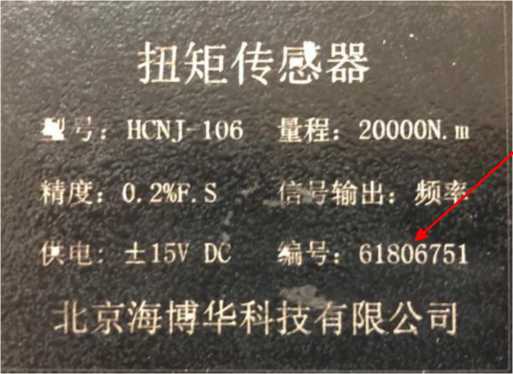 扭矩传感器
型号：HCNJ-106 量程：20000N.m
精度：0.2%F.S 信号输出：频率
供电：±15V DC 编号：61806751
北京海博华科技有限公司